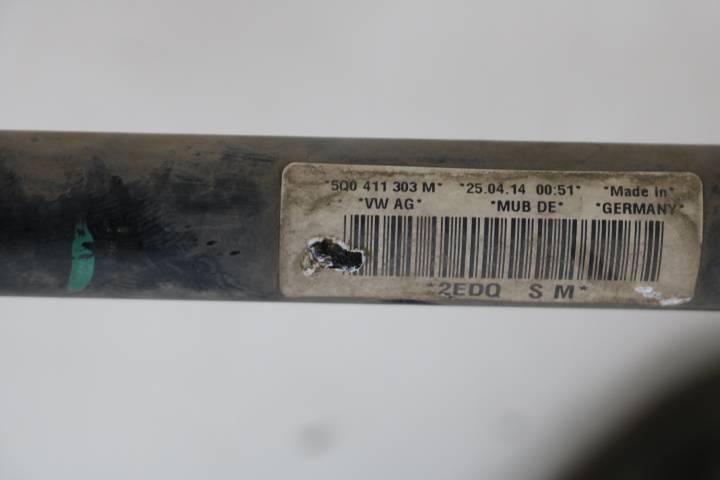 *5Q0 411 303 M* *25.04.14 00:51* *Made in*
*VW AG* *MUB DE* *GERMANY*
*2EDQ S M*